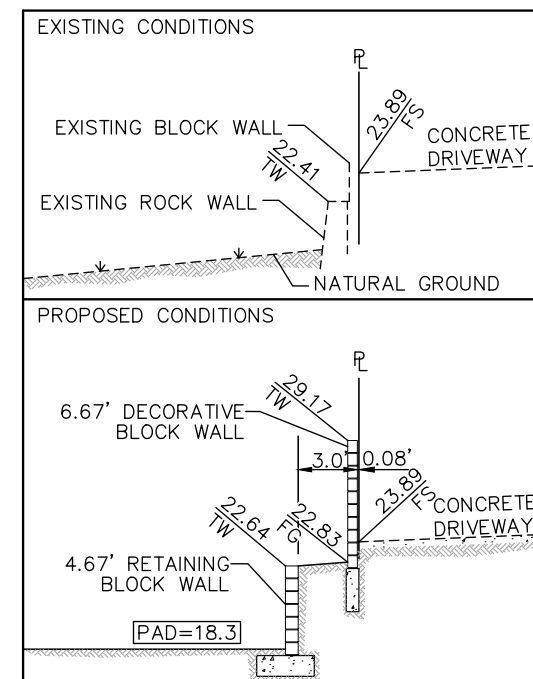 EXISTING CONDITIONS
℄
EXISTING BLOCK WALL
23.89
FS
CONCRETE
DRIVEWAY
22.41
TW
EXISTING ROCK WALL
NATURAL GROUND
PROPOSED CONDITIONS
PL
29.17
TW
6.67' DECORATIVE
BLOCK WALL
3.0'
0.08'
23.89
FS
CONCRETE
DRIVEWAY
22.64
TW
22.83
FG
4.67' RETAINING
BLOCK WALL
PAD=18.3